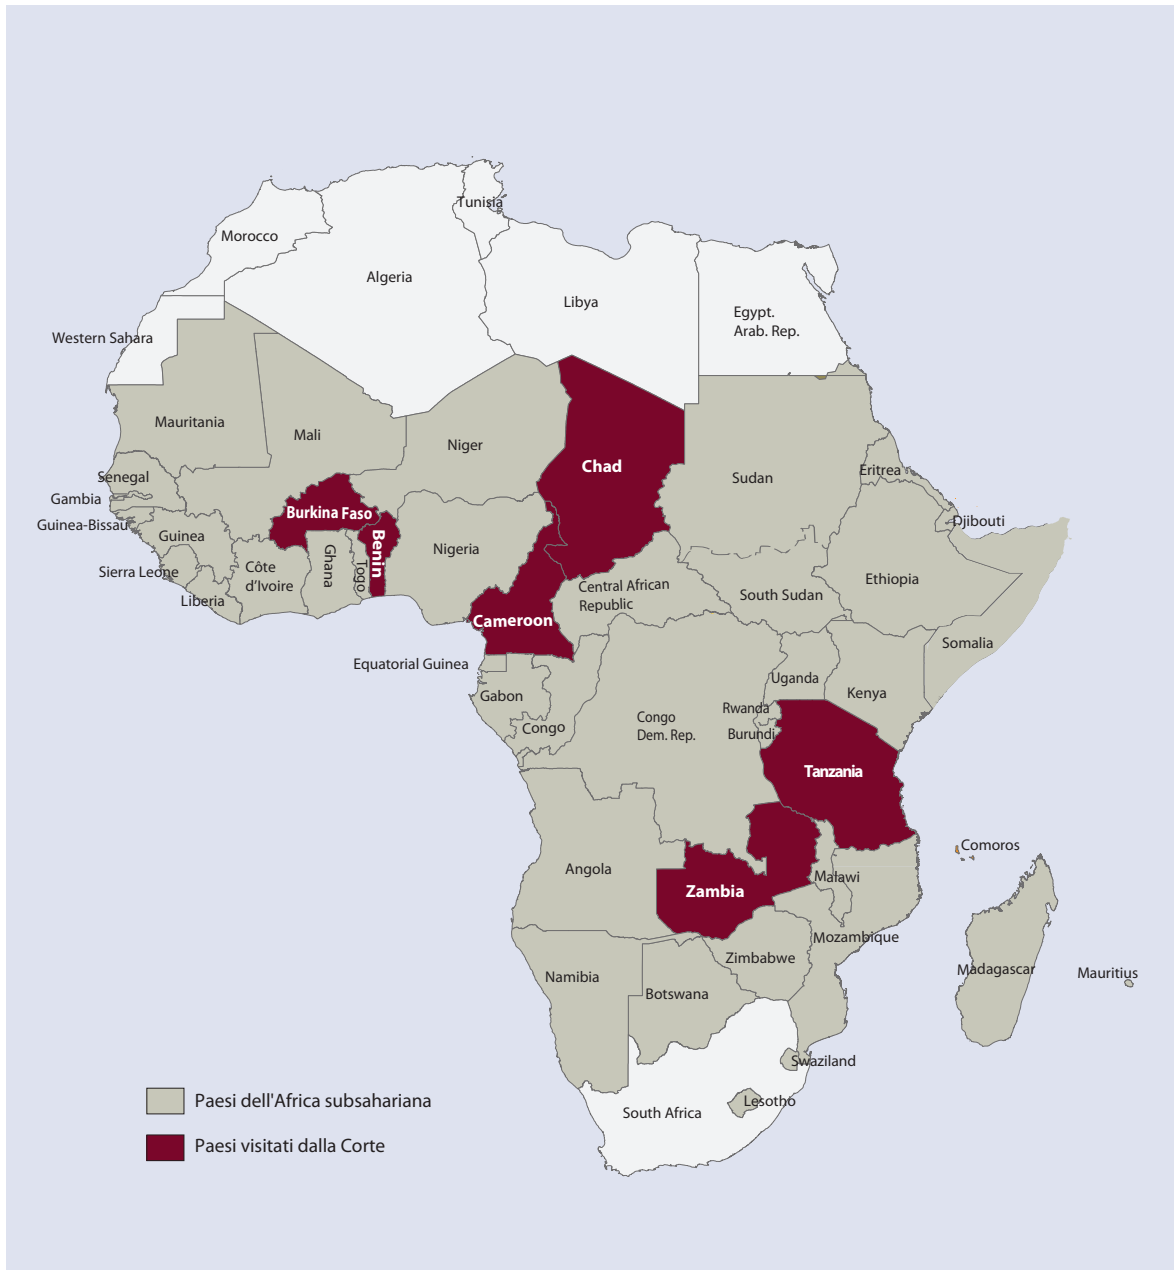 Tunisia
Morocco
Algeria
Libya
Egypt.
Arab. Rep.
Western Sahara
Mauritania
Mali
Niger
Chad
Sudan
Eritrea
Senegal
Gambia
Guinea-Bissau
Burkina Faso
Djibouti
Guinea
Benin
Nigeria
Ghana
Togo
Côte
d'Ivoire
Sierra Leone
Liberia
Ethiopia
Central African
Republic
South Sudan
Cameroon
Somalia
Equatorial Guinea
Uganda
Kenya
Gabon
Rwanda
Congo
Congo
Dem. Rep.
Burundi
Tanzania
Comoros
Angola
Malawi
Zambia
Mozambique
Zimbabwe
Madagascar
Mauritius
Namibia
Botswana
Swaziland
Lesotho
South Africa
Paesi dell'Africa subsahariana
Paesi visitati dalla Corte